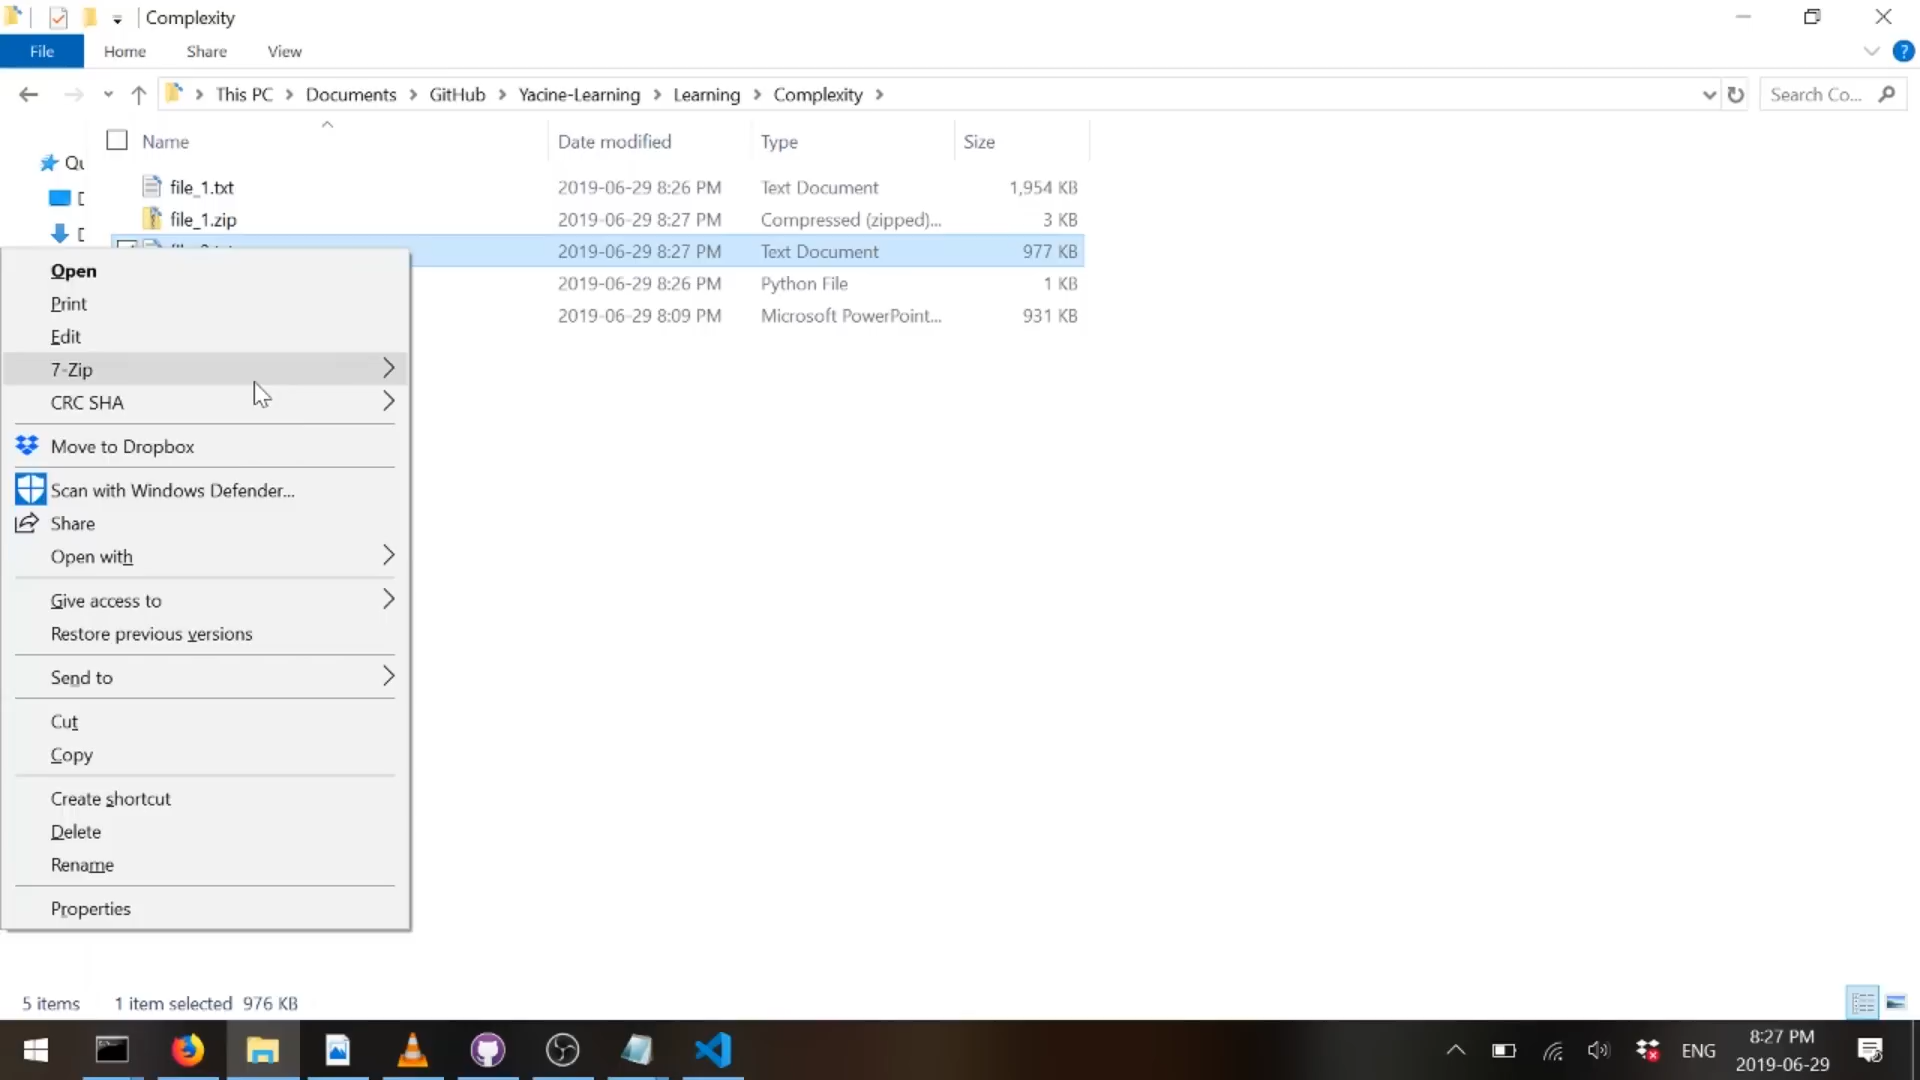 Complexity
File Home Share View
This PC Documents GitHub Yacine-Learning Learning Complexity
Search Co...
Name Date modified Type Size
file_1.txt 2019-06-29 8:26 PM Text Document 1,954 KB
file_1.zip 2019-06-29 8:27 PM Compressed (zipped)... 3 KB
2019-06-29 8:27 PM Text Document 977 KB
2019-06-29 8:26 PM Python File 1 KB
2019-06-29 8:09 PM Microsoft PowerPoint... 931 KB
Qu
D
D
Open
Print
Edit
7-Zip
CRC SHA
Move to Dropbox
Scan with Windows Defender...
Share
Open with
Give access to
Restore previous versions
Send to
Cut
Copy
Create shortcut
Delete
Rename
Properties
5 items 1 item selected 976 KB
ENG
8:27 PM
2019-06-29